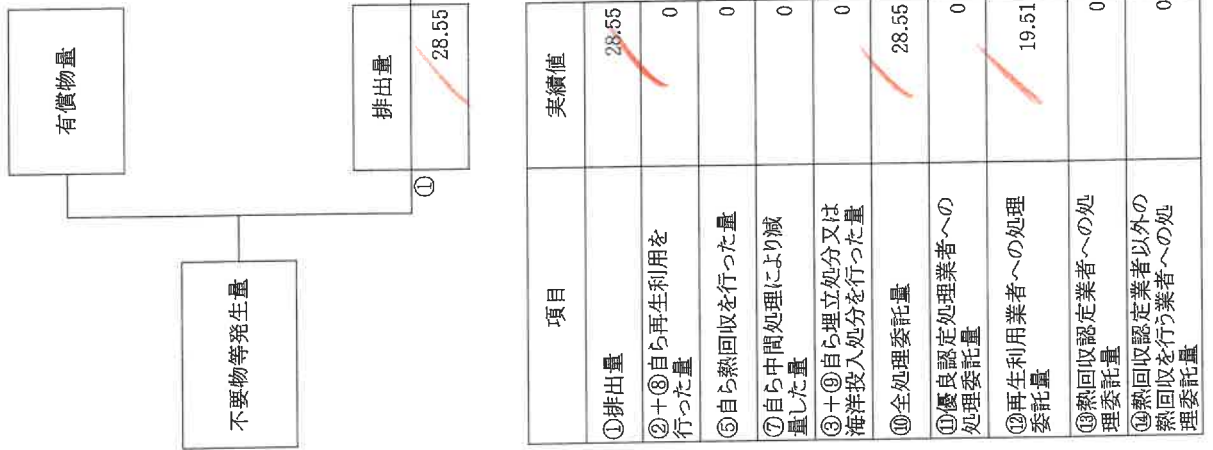 有償物量
不要物等発生量
排出量
①
28.55
項目
実績値
①排出量
28.55
②+⑧自ら再生利用を
行った量
0
⑤自ら熱回収を行った量
0
⑦自ら中間処理により減
量した量
0
③+⑨自ら埋立処分又は
海洋投入処分を行った量
0
⑩全処理委託量
28.55
⑪優良認定処理業者への
処理委託量
0
⑫再生利用業者への処理
委託量
19.51
⑬熱回収認定業者への処
理委託量
0
⑭熱回収認定業者以外の
熱回収を行う業者への処
理委託量
0